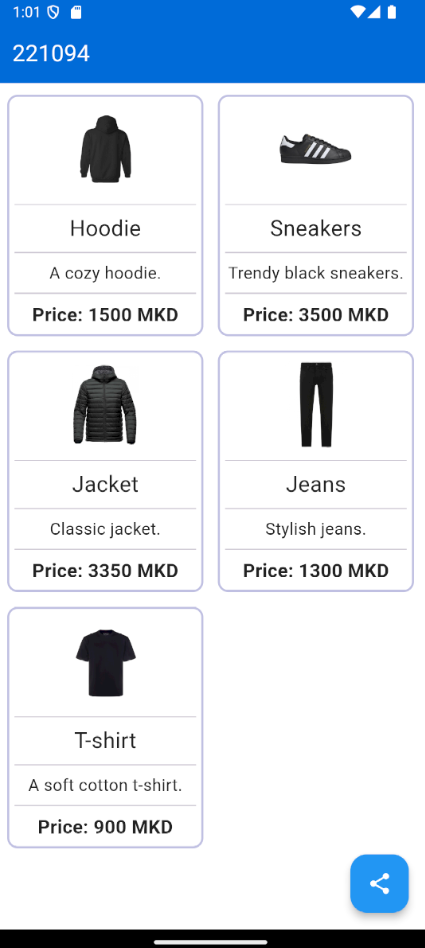 1:01
221094
Hoodie
A cozy hoodie.
Price: 1500 MKD
Sneakers
Trendy black sneakers.
Price: 3500 MKD
Jacket
Classic jacket.
Price: 3350 MKD
Jeans
Stylish jeans.
Price: 1300 MKD
T-shirt
A soft cotton t-shirt.
Price: 900 MKD